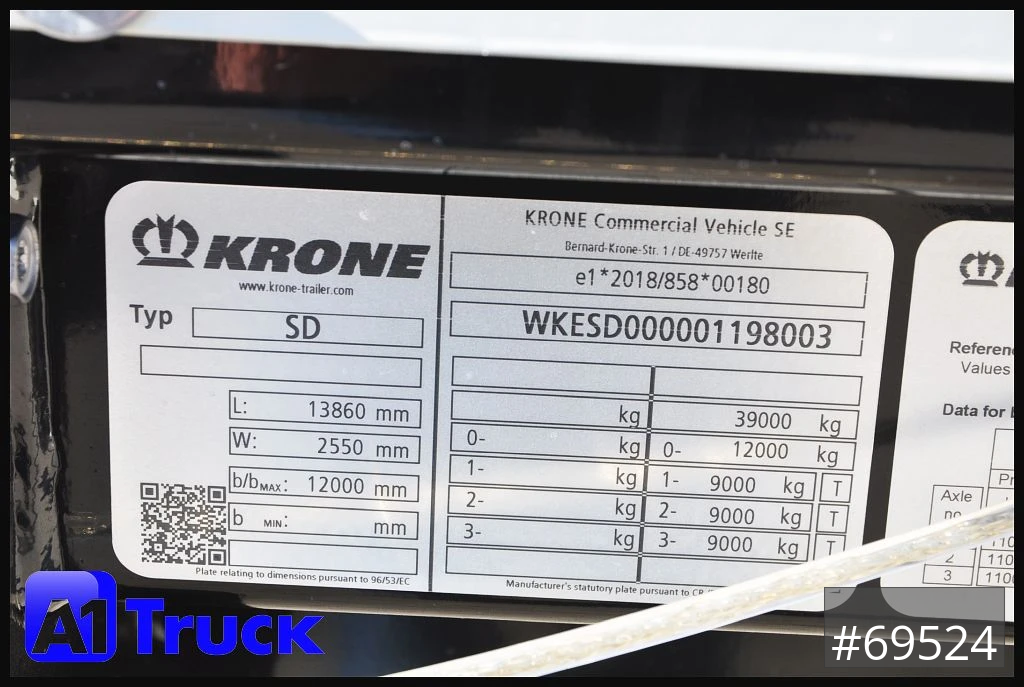 KRONE
www.krone-trailer.com
Typ SD
L: 13860 mm
W: 2550 mm
b/bMAX: 12000 mm
b MIN: mm
Plate relating to dimensions pursuant to 96/53/EC
KRONE Commercial Vehicle SE
Bernard-Krone-Str. 1 / DE-49757 Werlte
e1*2018/858*00180
WKESD000001198003
kg 39000 kg
0- kg 0- 12000 kg
1- kg 1- 9000 kg T
2- kg 2- 9000 kg T
3- kg 3- 9000 kg T
Manufacturer's statutory plate pursuant to
Values
Data for
Axle
2
3
A1 Truck
#69524